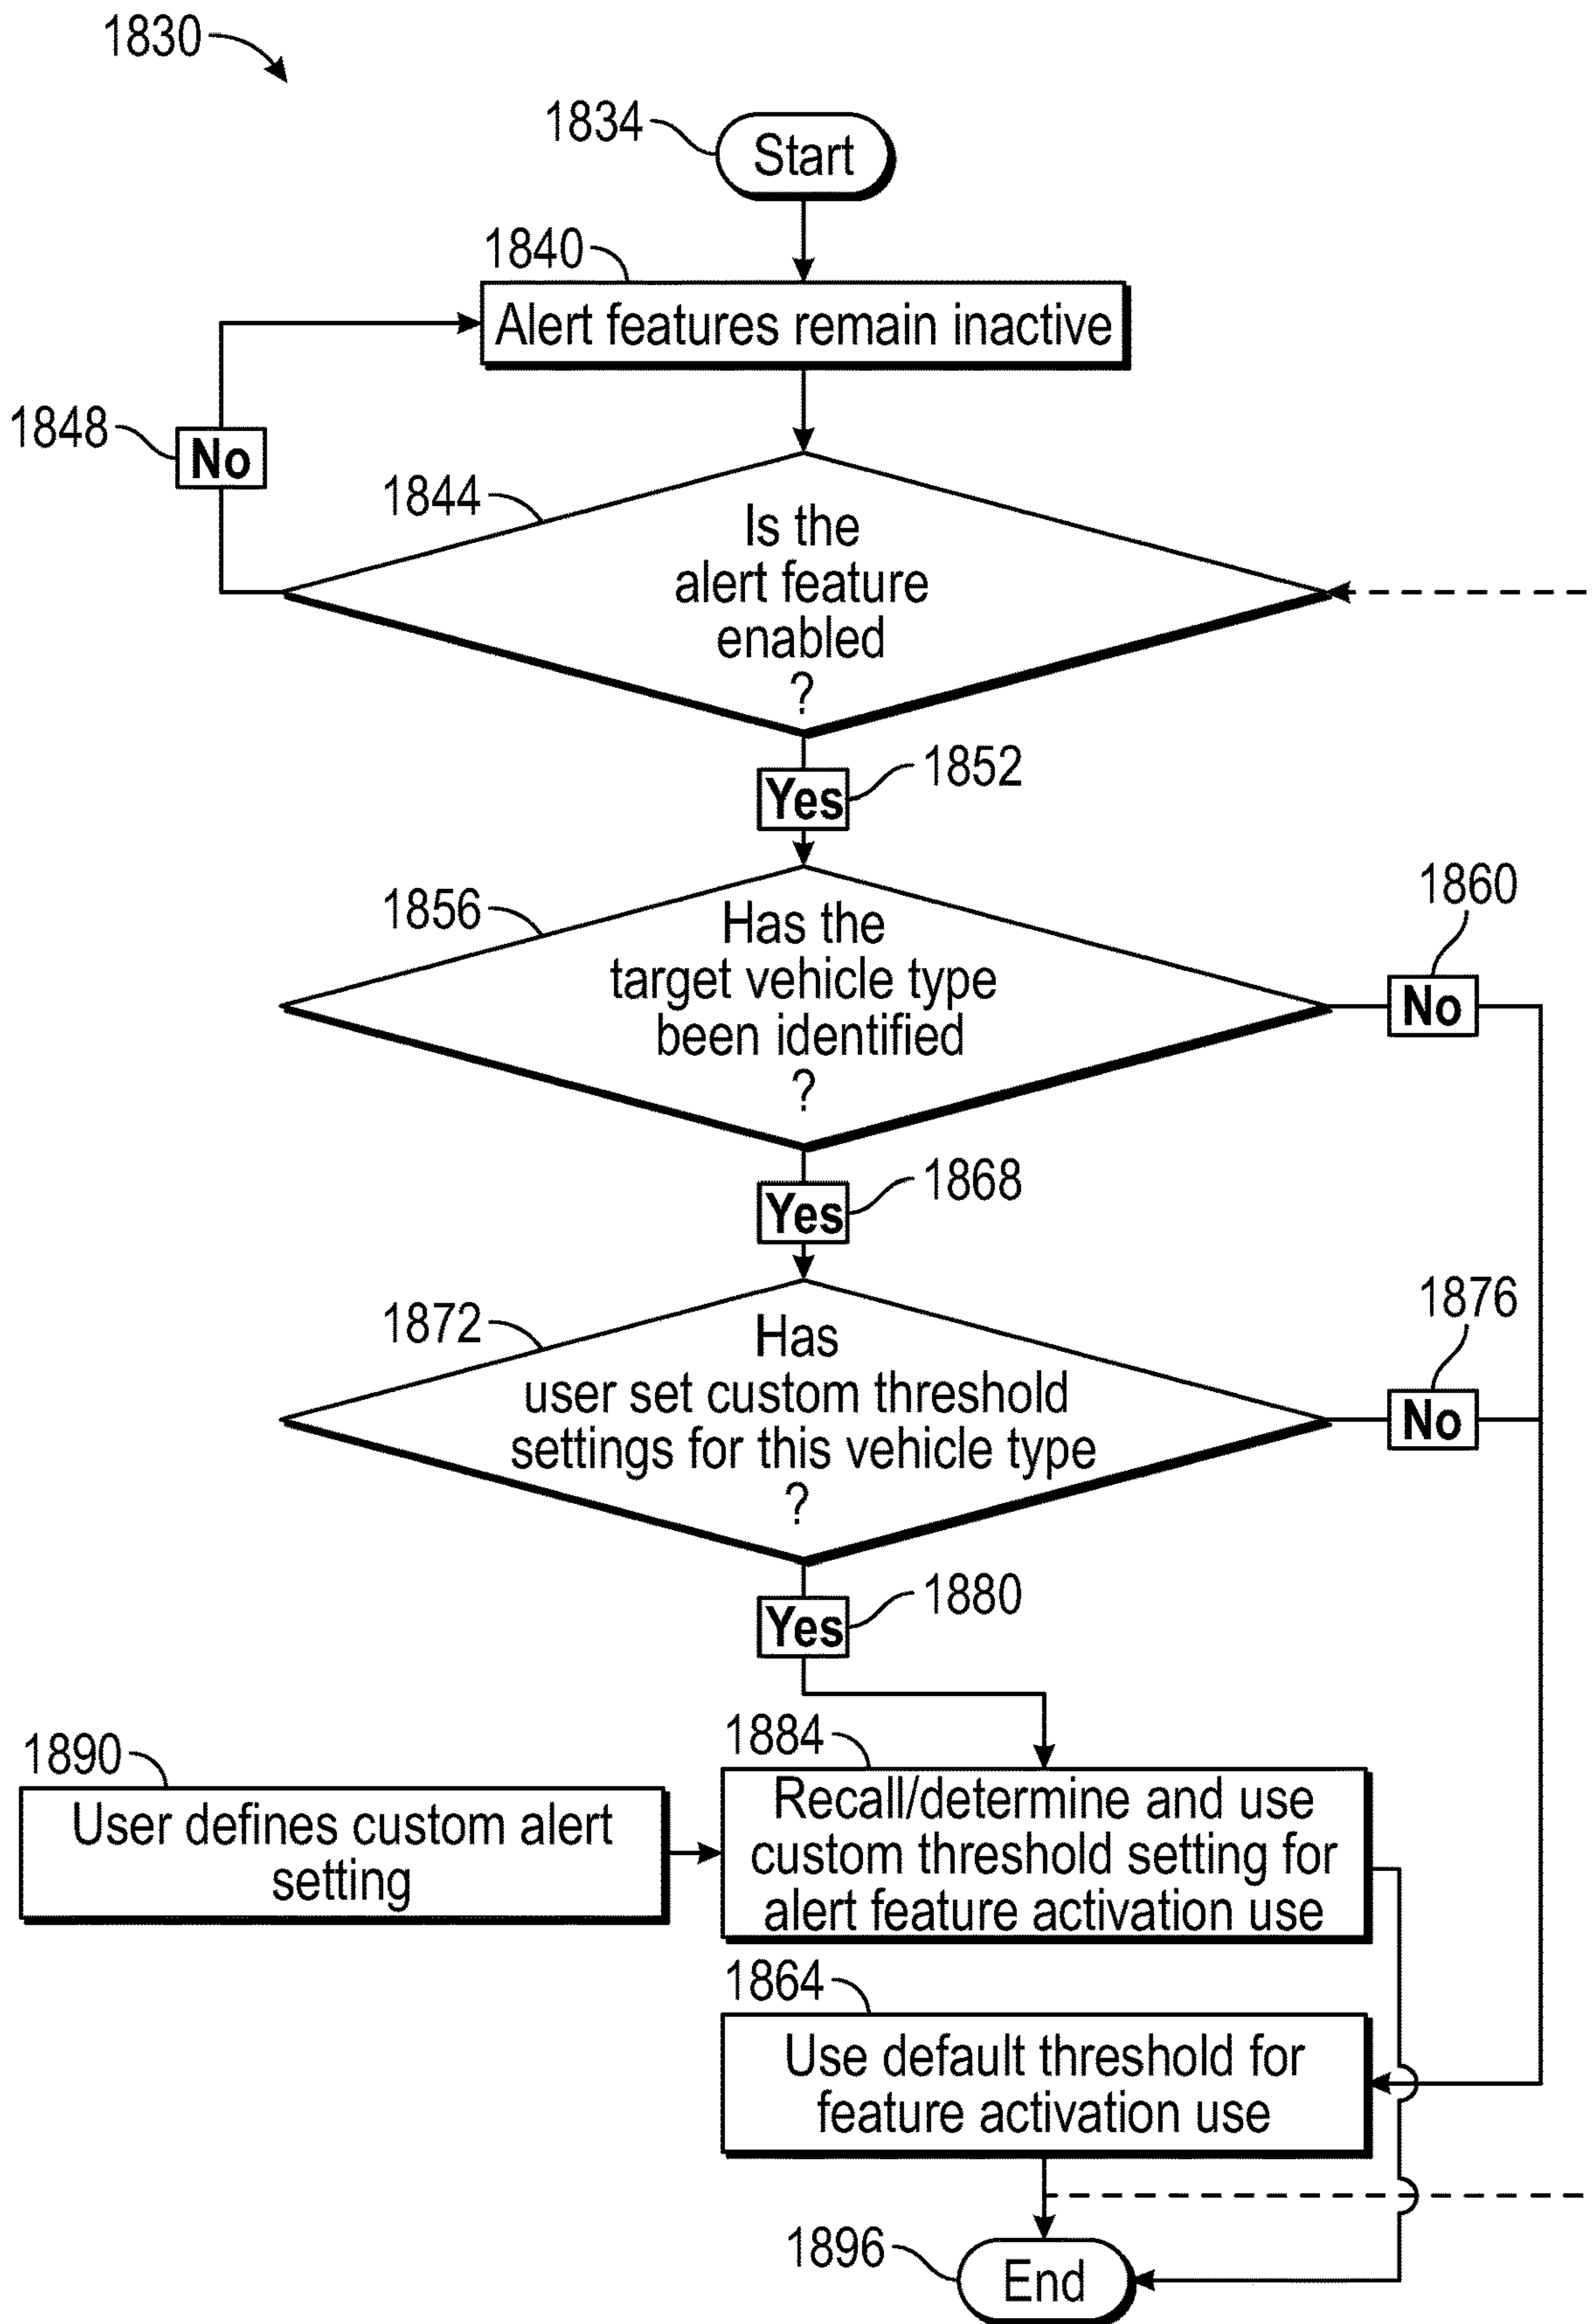 1830
1834
Start
1840
Alert features remain inactive
1848
No
1844
Is the
alert feature
enabled
?
Yes
1852
1856
Has the
target vehicle type
been identified
?
1860
No
Yes
1868
1872
Has
user set custom threshold
settings for this vehicle type
?
1876
No
Yes
1880
1890
User defines custom alert
setting
1884
Recall/determine and use
custom threshold setting for
alert feature activation use
1864
Use default threshold for
feature activation use
1896
End